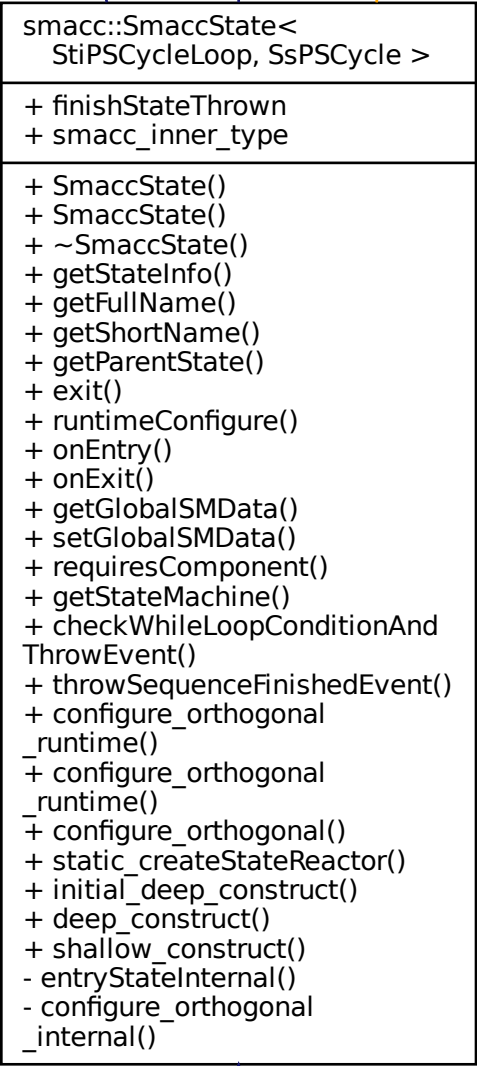 smacc::SmaccState<
StiPSCycleLoop, SsPSCycle >
+ finishStateThrown
+ smacc_inner_type
+ SmaccState()
+ SmaccState()
+ ~SmaccState()
+ getStateInfo()
+ getFullName()
+ getShortName()
+ getParentState()
+ exit()
+ runtimeConfigure()
+ onEntry()
+ onExit()
+ getGlobalSMData()
+ setGlobalSMData()
+ requiresComponent()
+ getStateMachine()
+ checkWhileLoopConditionAnd
ThrowEvent()
+ throwSequenceFinishedEvent()
+ configure_orthogonal
_runtime()
+ configure_orthogonal
_runtime()
+ configure_orthogonal()
+ static_createStateReactor()
+ initial_deep_construct()
+ deep_construct()
+ shallow_construct()
- entryStateInternal()
- configure_orthogonal
_internal()